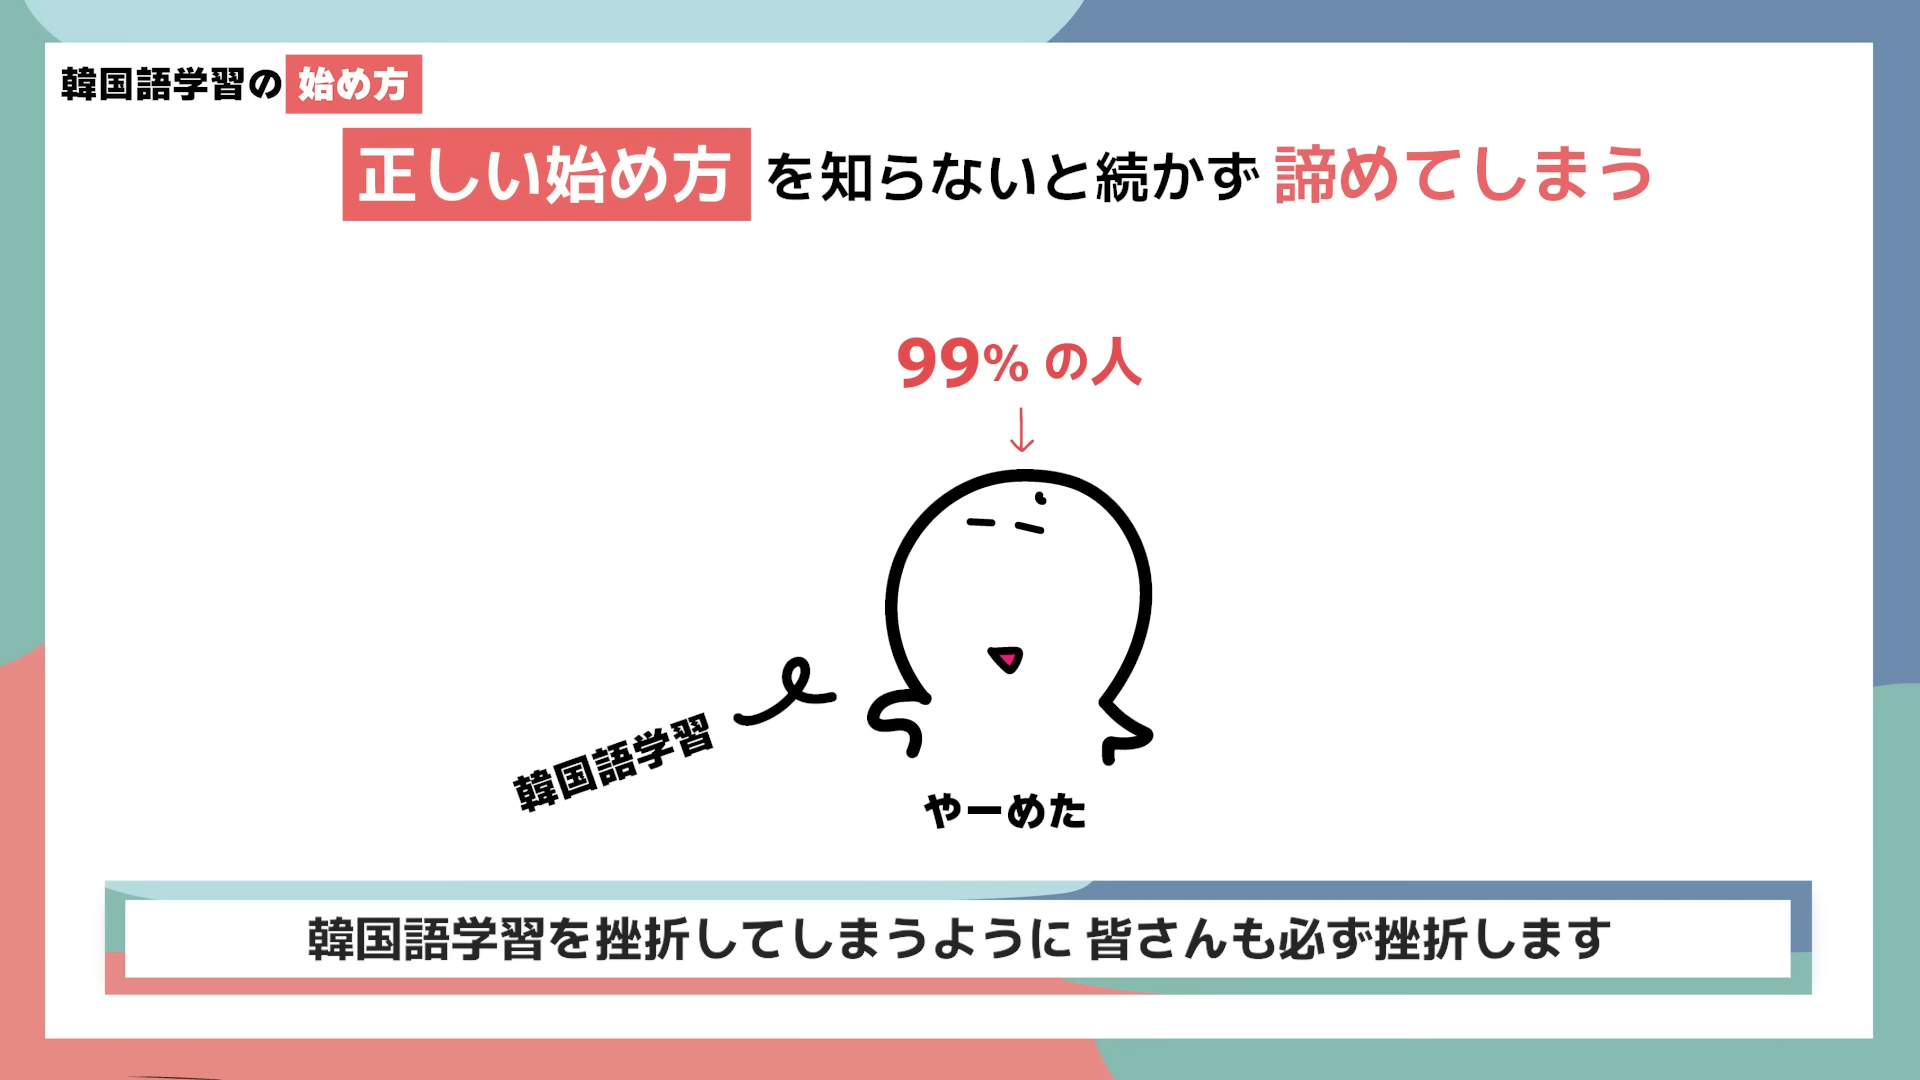 韓国語学習の 始め方
正しい始め方 を知らないと続かず 諦めてしまう
99% の人
韓国語学習
やーめた
韓国語学習を挫折してしまうように 皆さんも必ず挫折します